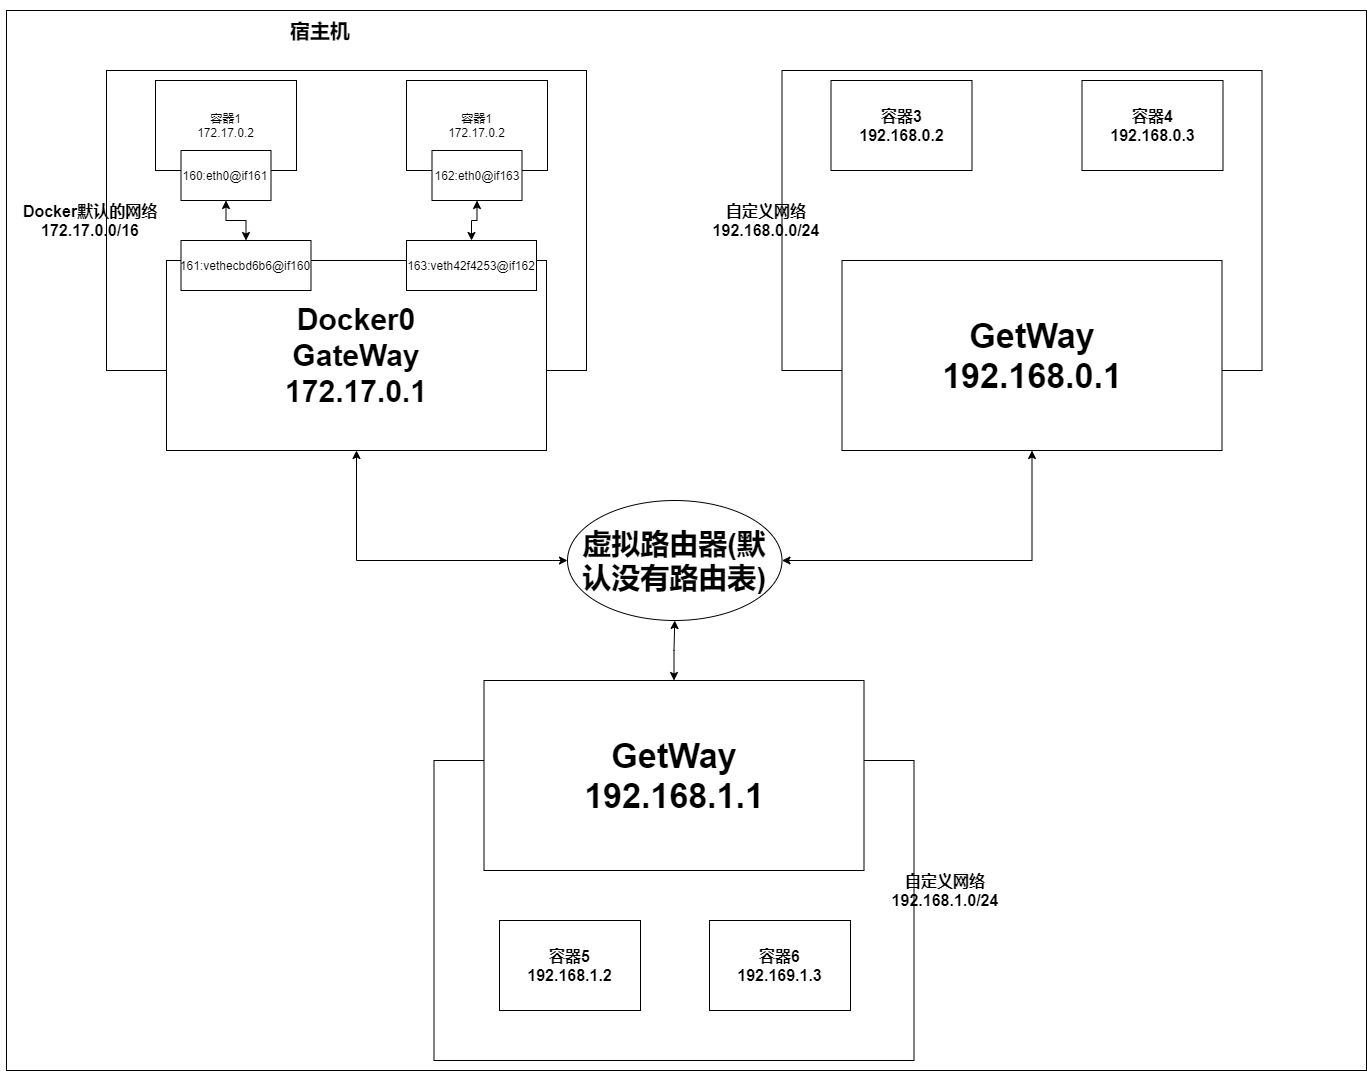 宿主机
容器1
172.17.0.2
160:eth0@if161
容器1
172.17.0.2
162:eth0@if163
Docker默认的网络
172.17.0.0/16
161:vethecbd6b6@if160
163:veth42f4253@if162
Docker0
GateWay
172.17.0.1
容器3
192.168.0.2
容器4
192.168.0.3
自定义网络
192.168.0.0/24
GetWay
192.168.0.1
虚拟路由器(默
认没有路由表)
GetWay
192.168.1.1
自定义网络
192.168.1.0/24
容器5
192.168.1.2
容器6
192.169.1.3